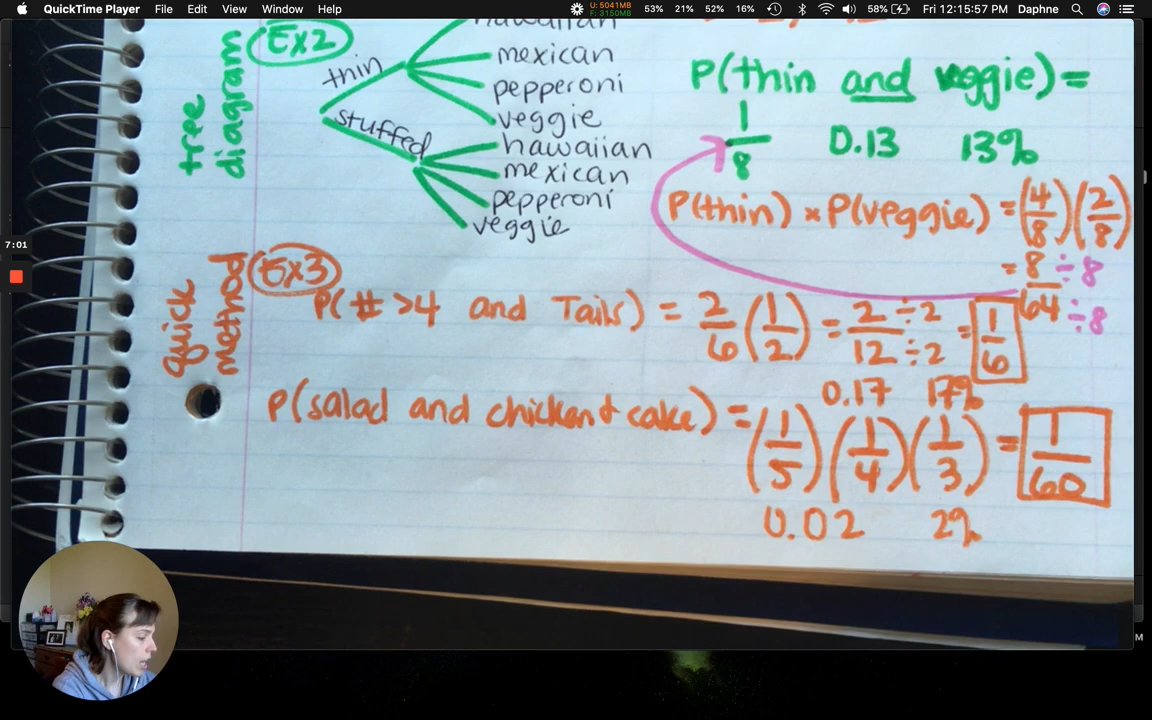 QuickTime Player File Edit View Window Help
U: 5041MB
F: 3150MB
53% 21% 52% 16% 58% Fri 12:15:57 PM Daphne
7:01
tree diagram
Ex2
thin
hawaiian
mexican
pepperoni
veggie
stuffed
hawaiian
mexican
pepperoni
veggie
P(thin and veggie) =
1/8 0.13 13%
P(thin) × P(veggie) = (4/8)(2/8)
= 8/64 ÷8 ÷8
quick method
Ex3
P(# >4 and Tails) = 2/6 (1/2) = 2/12 ÷2 ÷2 = 1/6
0.17 17%
P(salad and chicken + cake) = (1/5)(1/4)(1/3) = 1/60
0.02 2%
M